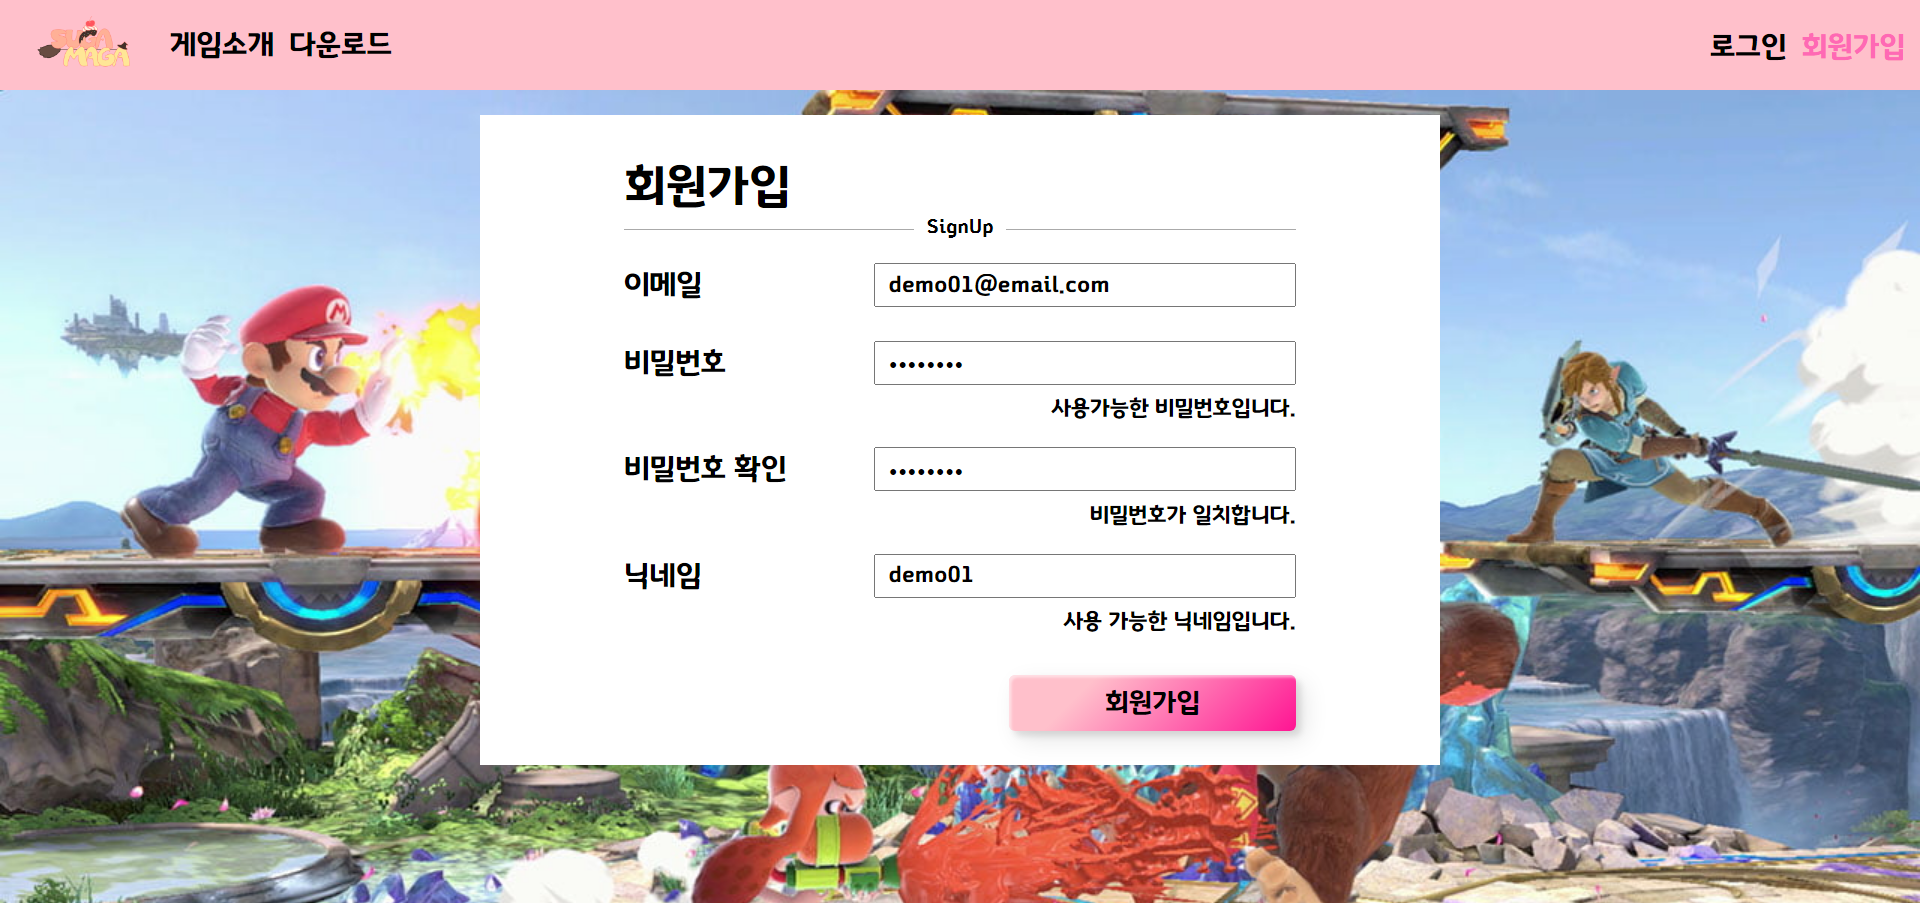 SUGA
MAGA
게임소개 다운로드
로그인 회원가입
회원가입
SignUp
이메일
demo01@email.com
비밀번호
••••••••
사용가능한 비밀번호입니다.
비밀번호 확인
••••••••
비밀번호가 일치합니다.
닉네임
demo01
사용 가능한 닉네임입니다.
회원가입